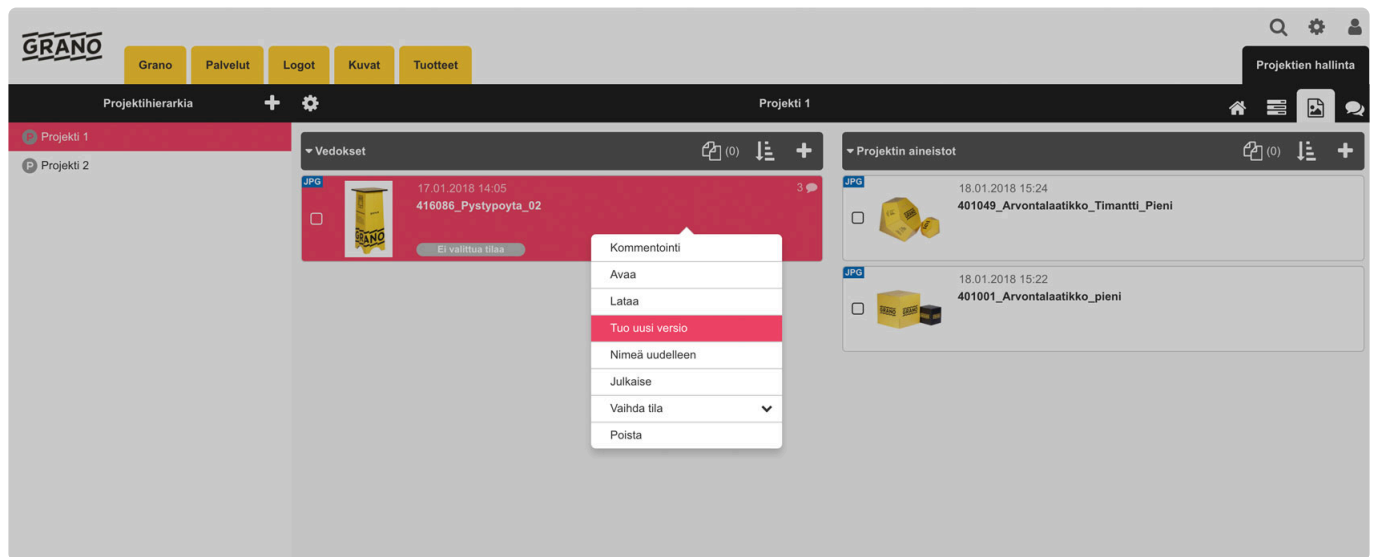 GRANO
Grano
Palvelut
Logot
Kuvat
Tuotteet
Projektien hallinta
Projektihierarkia
Projekti 1
P Projekti 1
P Projekti 2
Vedokset
(0)
JPG
17.01.2018 14:05
3
416086_Pystypoyta_02
GRANO
Ei valittua tilaa
Kommentointi
Avaa
Lataa
Tuo uusi versio
Nimeä uudelleen
Julkaise
Vaihda tila
Poista
Projektin aineistot
(0)
JPG
18.01.2018 15:24
401049_Arvontalaatikko_Timantti_Pieni
JPG
18.01.2018 15:22
401001_Arvontalaatikko_pieni
GRANO
GRANO